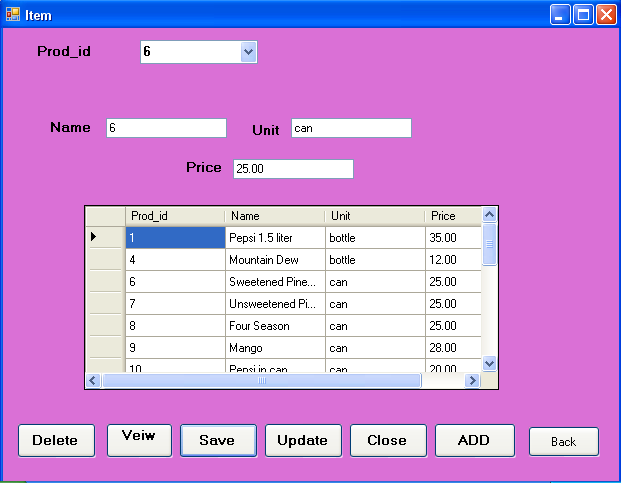 Item
Prod_id 6
Name 6 Unit can
Price 25.00
Prod_id Name Unit Price
1 Pepsi 1.5 liter bottle 35.00
4 Mountain Dew bottle 12.00
6 Sweetened Pine... can 25.00
7 Unsweetened Pi... can 25.00
8 Four Season can 25.00
9 Mango can 28.00
10 Pepsi in can can 20.00
Delete Veiw Save Update Close ADD Back